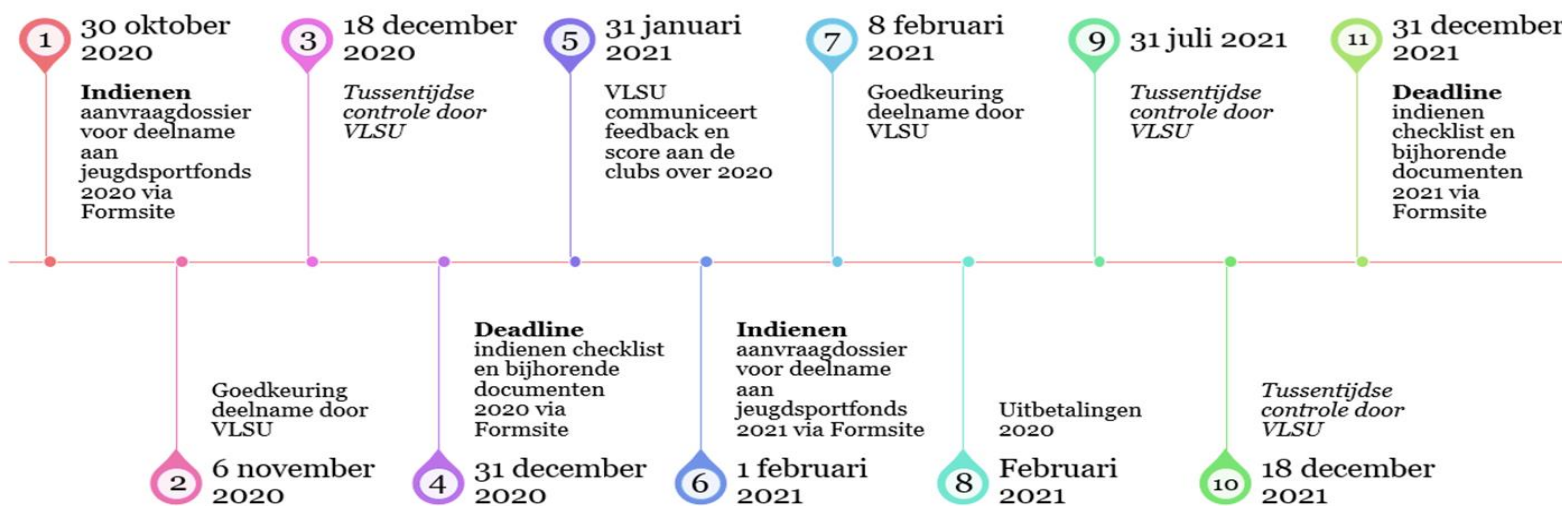 1
30 oktober
2020
Indienen
aanvraagdossier
voor deelname
aan
jeugdsportfonds
2020 via
Formsite
3
18 december
2020
Tussentijdse
controle door
VLSU
5
31 januari
2021
VLSU
communiceert
feedback en
score aan de
clubs over 2020
7
8 februari
2021
Goedkeuring
deelname door
VLSU
9
31 juli 2021
Tussentijdse
controle door
VLSU
11
31 december
2021
Deadline
indienen
checklist en
bijhorende
documenten
2021 via
Formsite
Goedkeuring
deelname door
VLSU
2
6 november
2020
Deadline
indienen checklist
en bijhorende
documenten
2020 via
Formsite
4
31 december
2020
Indienen
aanvraagdossier
voor deelname
aan
jeugdsportfonds
2021 via Formsite
6
1 februari
2021
Uitbetalingen
2020
8
Februari
2021
Tussentijdse
controle door
VLSU
10
18 december
2021